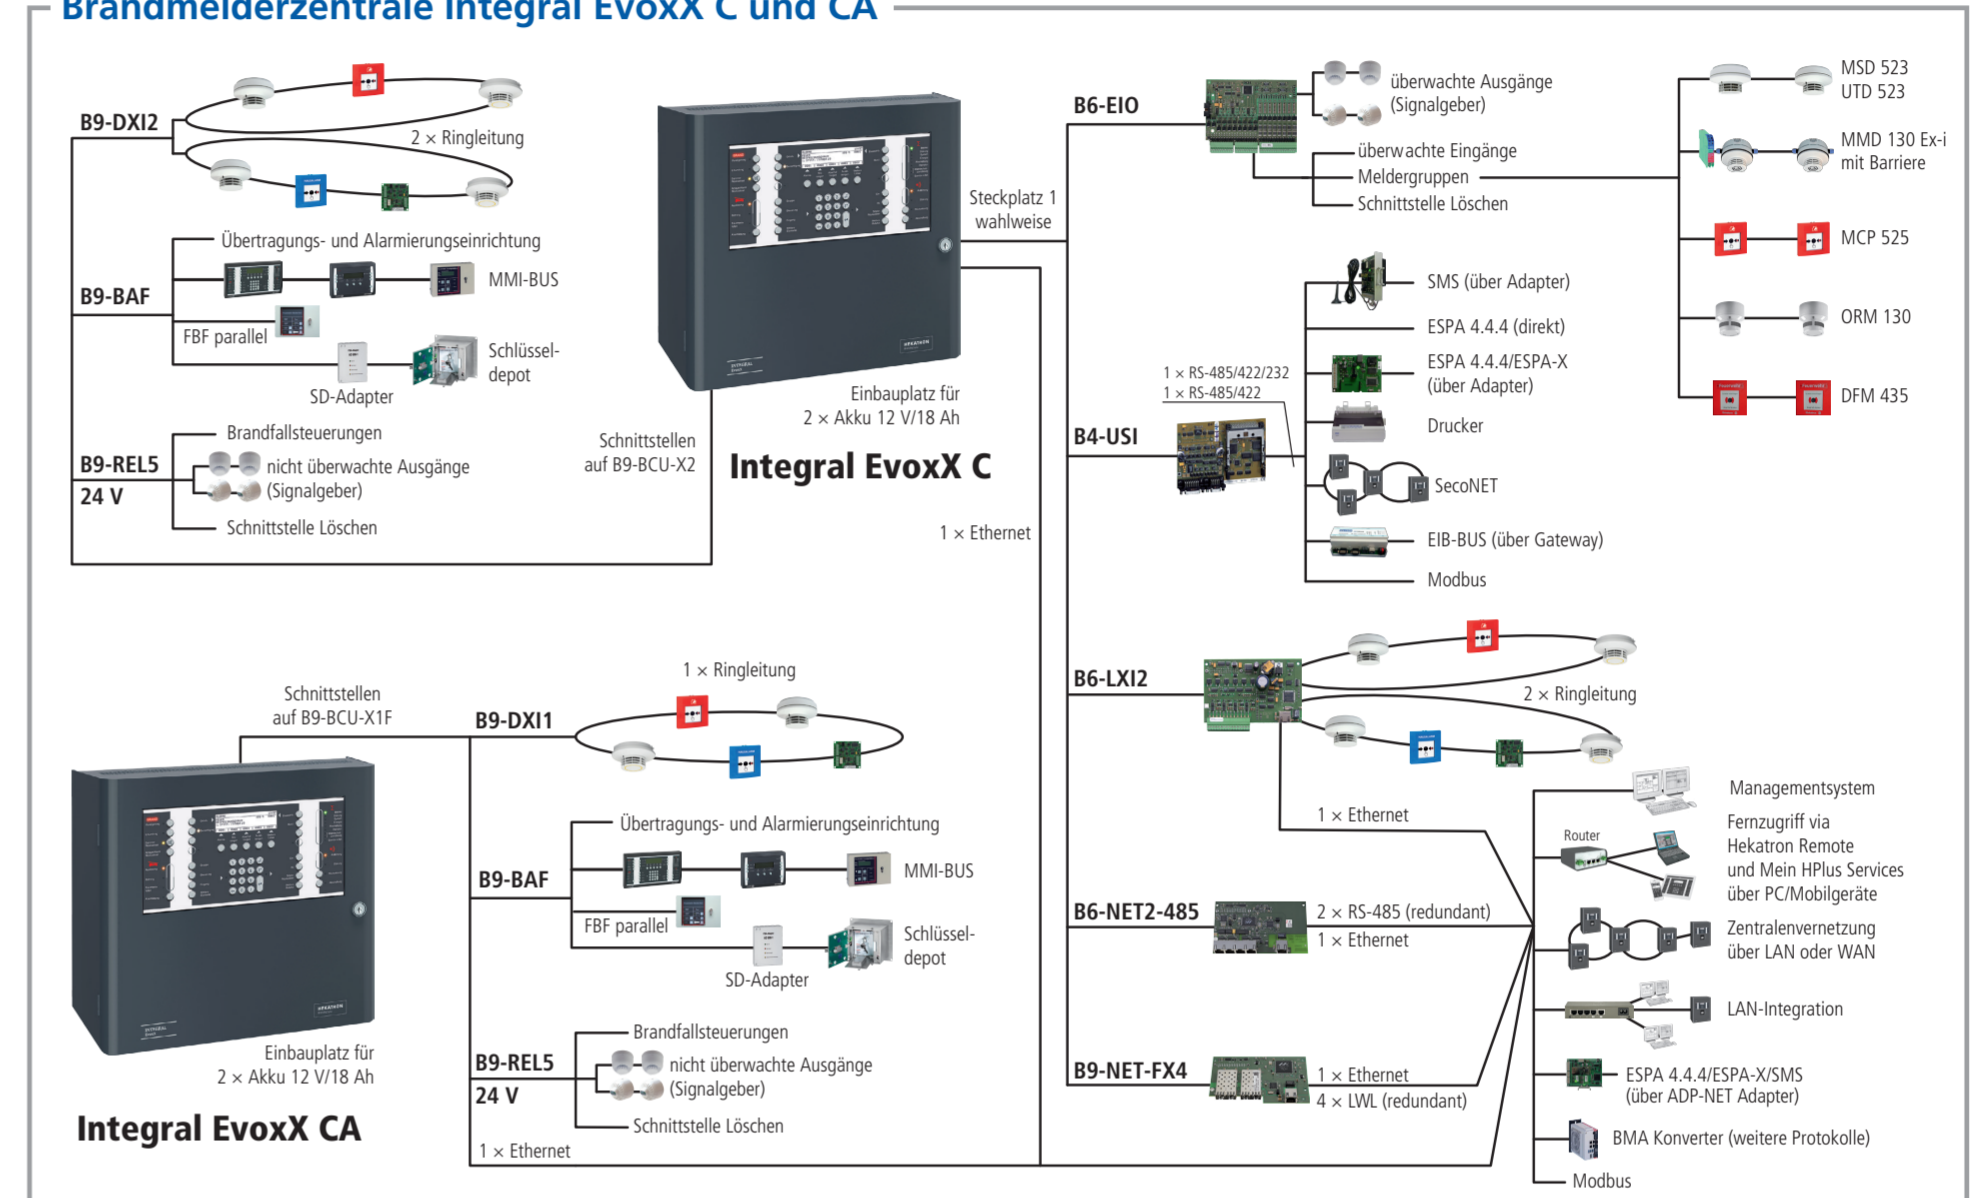 Brandmelderzentrale Integral EvoxX C und CA
B9-DXI2
2 × Ringleitung
B9-BAF
Übertragungs- und Alarmierungseinrichtung
MMI-BUS
FBF parallel
SD-Adapter
Schlüssel-
depot
B9-REL5
24 V
Brandfallsteuerungen
nicht überwachte Ausgänge
(Signalgeber)
Schnittstelle Löschen
Schnittstellen
auf B9-BCU-X2
Einbauplatz für
2 × Akku 12 V/18 Ah
Integral EvoxX C
1 × Ethernet
Steckplatz 1
wahlweise
B6-EIO
überwachte Ausgänge
(Signalgeber)
überwachte Eingänge
Meldergruppen
Schnittstelle Löschen
MSD 523
UTD 523
MMD 130 Ex-i
mit Barriere
MCP 525
ORM 130
DFM 435
B4-USI
1 × RS-485/422/232
1 × RS-485/422
SMS (über Adapter)
ESPA 4.4.4 (direkt)
ESPA 4.4.4/ESPA-X
(über Adapter)
Drucker
SecoNET
EIB-BUS (über Gateway)
Modbus
B6-LXI2
2 × Ringleitung
1 × Ethernet
B6-NET2-485
2 × RS-485 (redundant)
1 × Ethernet
B9-NET-FX4
1 × Ethernet
4 × LWL (redundant)
Managementsystem
Router
Fernzugriff via
Hekatron Remote
und Mein HPlus Services
über PC/Mobilgeräte
Zentralenvernetzung
über LAN oder WAN
LAN-Integration
ESPA 4.4.4/ESPA-X/SMS
(über ADP-NET Adapter)
BMA Konverter (weitere Protokolle)
Modbus
Schnittstellen
auf B9-BCU-X1F
Einbauplatz für
2 × Akku 12 V/18 Ah
Integral EvoxX CA
1 × Ringleitung
B9-DXI1
B9-BAF
Übertragungs- und Alarmierungseinrichtung
MMI-BUS
FBF parallel
SD-Adapter
Schlüssel-
depot
B9-REL5
24 V
Brandfallsteuerungen
nicht überwachte Ausgänge
(Signalgeber)
Schnittstelle Löschen
1 × Ethernet